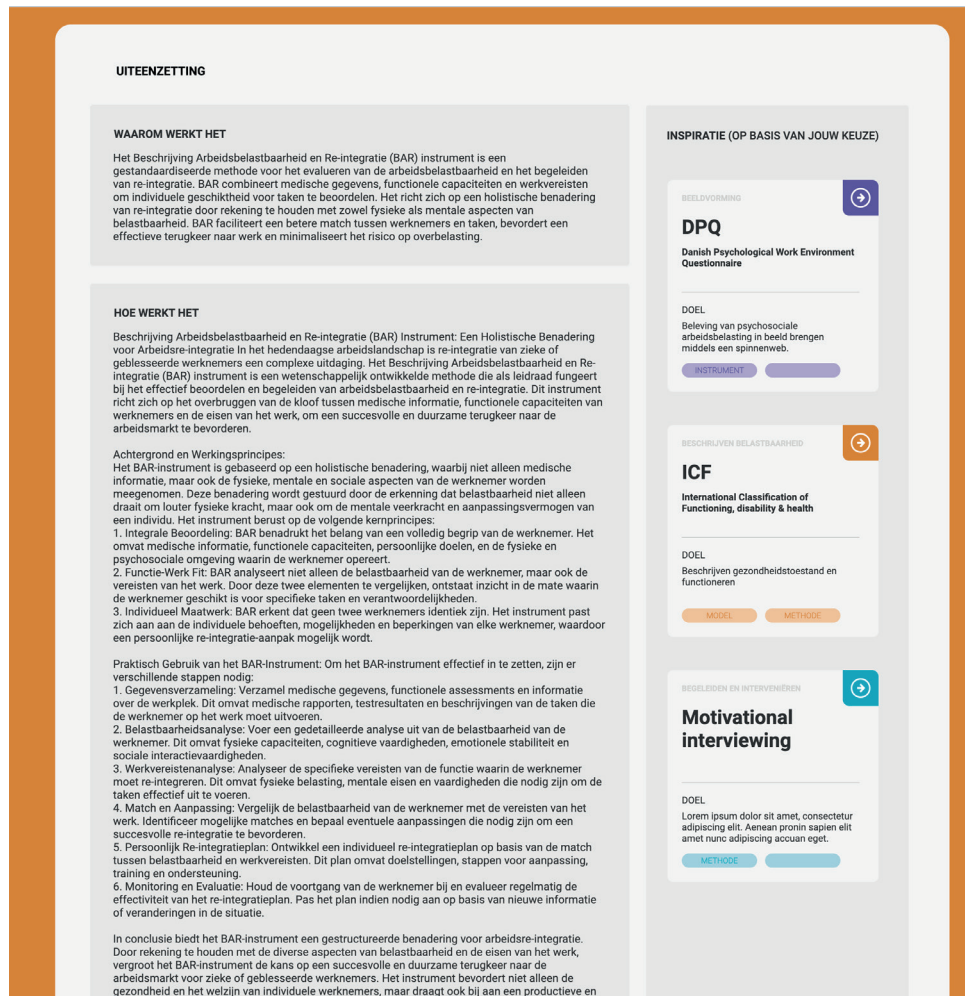 UITEENZETTING
WAAROM WERKT HET
Het Beschrijving Arbeidsbelastbaarheid en Re-integratie (BAR) instrument is een
gestandaardiseerde methode voor het evalueren van de arbeidsbelastbaarheid en het begeleiden
van re-integratie. BAR combineert medische gegevens, functionele capaciteiten en werkvereisten
om individuele geschiktheid voor taken te beoordelen. Het richt zich op een holistische benadering
van re-integratie door rekening te houden met zowel fysieke als mentale aspecten van
belastbaarheid. BAR faciliteert een betere match tussen werknemers en taken, bevordert een
effectieve terugkeer naar werk en minimaliseert het risico op overbelasting.
HOE WERKT HET
Beschrijving Arbeidsbelastbaarheid en Re-integratie (BAR) Instrument: Een Holistische Benadering
voor Arbeidsre-integratie In het hedendaagse arbeidslandschap is re-integratie van zieke of
geblesseerde werknemers een complexe uitdaging. Het Beschrijving Arbeidsbelastbaarheid en Re-
integratie (BAR) instrument is een wetenschappelijk ontwikkelde methode die als leidraad fungeert
bij het effectief beoordelen en begeleiden van arbeidsbelastbaarheid en re-integratie. Dit instrument
richt zich op het overbruggen van de kloof tussen medische informatie, functionele capaciteiten van
werknemers en de eisen van het werk, om een succesvolle en duurzame terugkeer naar de
arbeidsmarkt te bevorderen.
Achtergrond en Werkingsprincipes:
Het BAR-instrument is gebaseerd op een holistische benadering, waarbij niet alleen medische
informatie, maar ook de fysieke, mentale en sociale aspecten van de werknemer worden
meegenomen. Deze benadering wordt gestuurd door de erkenning dat belastbaarheid niet alleen
draait om louter fysieke kracht, maar ook om de mentale veerkracht en aanpassingsvermogen van
een individu. Het instrument berust op de volgende kernprincipes:
1. Integrale Beoordeling: BAR benadrukt het belang van een volledig begrip van de werknemer. Het
omvat medische informatie, functionele capaciteiten, persoonlijke doelen, en de fysieke en
psychosociale omgeving waarin de werknemer opereert.
2. Functie-Werk Fit: BAR analyseert niet alleen de belastbaarheid van de werknemer, maar ook de
vereisten van het werk. Door deze twee elementen te vergelijken, ontstaat inzicht in de mate waarin
de werknemer geschikt is voor specifieke taken en verantwoordelijkheden.
3. Individueel Maatwerk: BAR erkent dat geen twee werknemers identiek zijn. Het instrument past
zich aan aan de individuele behoeften, mogelijkheden en beperkingen van elke werknemer, waardoor
een persoonlijke re-integratie-aanpak mogelijk wordt.
Praktisch Gebruik van het BAR-Instrument: Om het BAR-instrument effectief in te zetten, zijn er
verschillende stappen nodig:
1. Gegevensverzameling: Verzamel medische gegevens, functionele assessments en informatie
over de werkplek. Dit omvat medische rapporten, testresultaten en beschrijvingen van de taken die
de werknemer op het werk moet uitvoeren.
2. Belastbaarheidsanalyse: Voer een gedetailleerde analyse uit van de belastbaarheid van de
werknemer. Dit omvat fysieke capaciteiten, cognitieve vaardigheden, emotionele stabiliteit en
sociale interactievaardigheden.
3. Werkvereistenanalyse: Analyseer de specifieke vereisten van de functie waarin de werknemer
moet re-integreren. Dit omvat fysieke belasting, mentale eisen en vaardigheden die nodig zijn om de
taken effectief uit te voeren.
4. Match en Aanpassing: Vergelijk de belastbaarheid van de werknemer met de vereisten van het
werk. Identificeer mogelijke matches en bepaal eventuele aanpassingen die nodig zijn om een
succesvolle re-integratie te bevorderen.
5. Persoonlijk Re-integratieplan: Ontwikkel een individueel re-integratieplan op basis van de match
tussen belastbaarheid en werkvereisten. Dit plan omvat doelstellingen, stappen voor aanpassing,
training en ondersteuning.
6. Monitoring en Evaluatie: Houd de voortgang van de werknemer bij en evalueer regelmatig de
effectiviteit van het re-integratieplan. Pas het plan indien nodig aan op basis van nieuwe informatie
of veranderingen in de situatie.
In conclusie biedt het BAR-instrument een gestructureerde benadering voor arbeidsre-integratie.
Door rekening te houden met de diverse aspecten van belastbaarheid en de eisen van het werk,
vergroot het BAR-instrument de kans op een succesvolle en duurzame terugkeer naar de
arbeidsmarkt voor zieke of geblesseerde werknemers. Het instrument bevordert niet alleen de
gezondheid en het welzijn van individuele werknemers, maar draagt ook bij aan een productieve en
INSPIRATIE (OP BASIS VAN JOUW KEUZE)
BEELDVORMING
DPQ
Danish Psychological Work Environment
Questionnaire
DOEL
Beleving van psychosociale
arbeidsbelasting in beeld brengen
middels een spinnenweb.
INSTRUMENT
BESCHRIJVEN BELASTBAARHEID
ICF
International Classification of
Functioning, disability & health
DOEL
Beschrijven gezondheidstoestand en
functioneren
MODEL METHODE
BEGELEIDEN EN INTERVENIËREN
Motivational
interviewing
DOEL
Lorem ipsum dolor sit amet, consectetur
adipiscing elit. Aenean pronin sapien elit
amet nunc adipiscing accuan eget.
METHODE